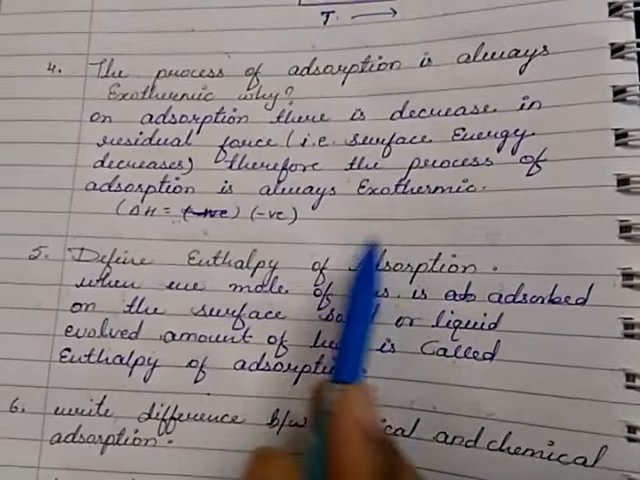 T.
4. The process of adsorption is always
Exothermic why?
on adsorption there is decrease in
residual force (i.e. surface Energy
decreases) therefore the process of
adsorption is always Exothermic.
(ΔH = (-ve)
5. Define Enthalpy of Adsorption.
when one mole of is adsorbed
on the surface or liquid
evolved amount of is Called
Enthalpy of
6. write difference b/w and chemical
adsorption.